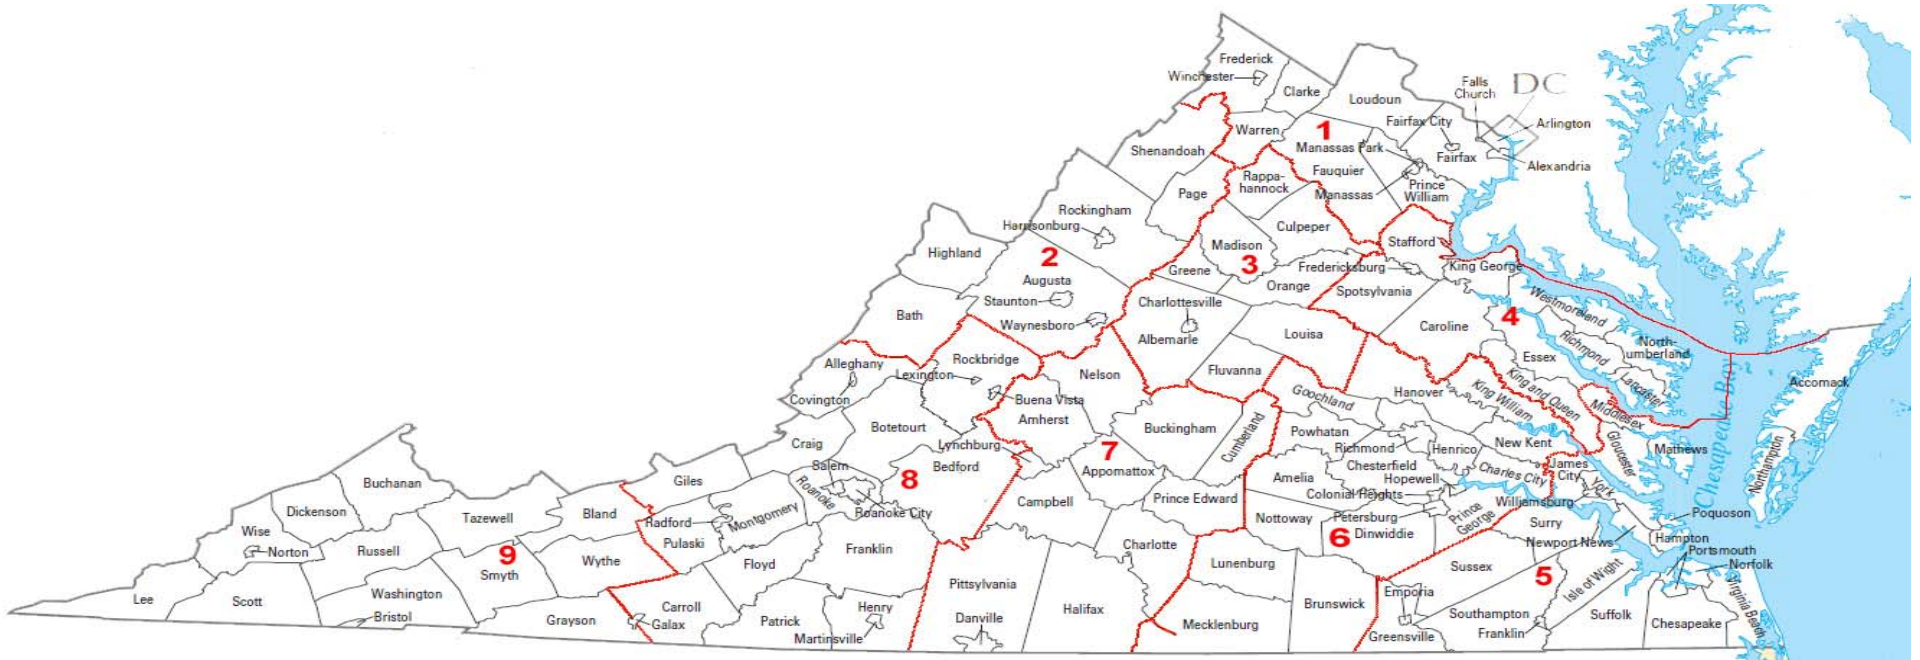 Frederick
Winchester
Clarke
Loudoun
Falls
Church
DC
Fairfax City
Arlington
Warren
1
Manassas Park
Fairfax
Alexandria
Shenandoah
Fauquier
Rappa-
hannock
Page
Manassas
Prince
William
Rockingham
Harrisonburg
Culpeper
Madison
Stafford
Highland
2
3
Greene
Fredericksburg
King George
Augusta
Orange
Spotsylvania
Staunton
Charlottesville
Westmoreland
Bath
4
Waynesboro
Albemarle
Louisa
Caroline
Richmond
North-
umberland
Rockbridge
Essex
Alleghany
Lexington
Nelson
Fluvanna
King and Queen
Lancaster
Chesapeake Bay
Accomack
Covington
Buena Vista
Goochland
Hanover
King William
Middlesex
Amherst
Botetourt
Craig
Buckingham
Cumberland
Powhatan
Richmond
Henrico
New Kent
Gloucester
Mathews
Northampton
Lynchburg
7
Salem
8
Bedford
Appomattox
Chesterfield
Hopewell
Charles City
James
City
Amelia
Colonial Heights
York
Buchanan
Giles
Roanoke
Roanoke City
Campbell
Prince Edward
Williamsburg
Dickenson
Tazewell
Bland
Radford
Montgomery
Nottoway
Petersburg
Prince
George
Surry
Poquoson
Wise
Norton
Russell
Pulaski
Charlotte
6
Dinwiddie
Newport News
Hampton
Portsmouth
Norfolk
9
Smyth
Wythe
Floyd
Franklin
Lunenburg
Sussex
5
Isle of Wight
Virginia Beach
Lee
Scott
Washington
Bristol
Grayson
Carroll
Galax
Patrick
Henry
Martinsville
Pittsylvania
Danville
Halifax
Mecklenburg
Brunswick
Emporia
Greensville
Southampton
Franklin
Suffolk
Chesapeake